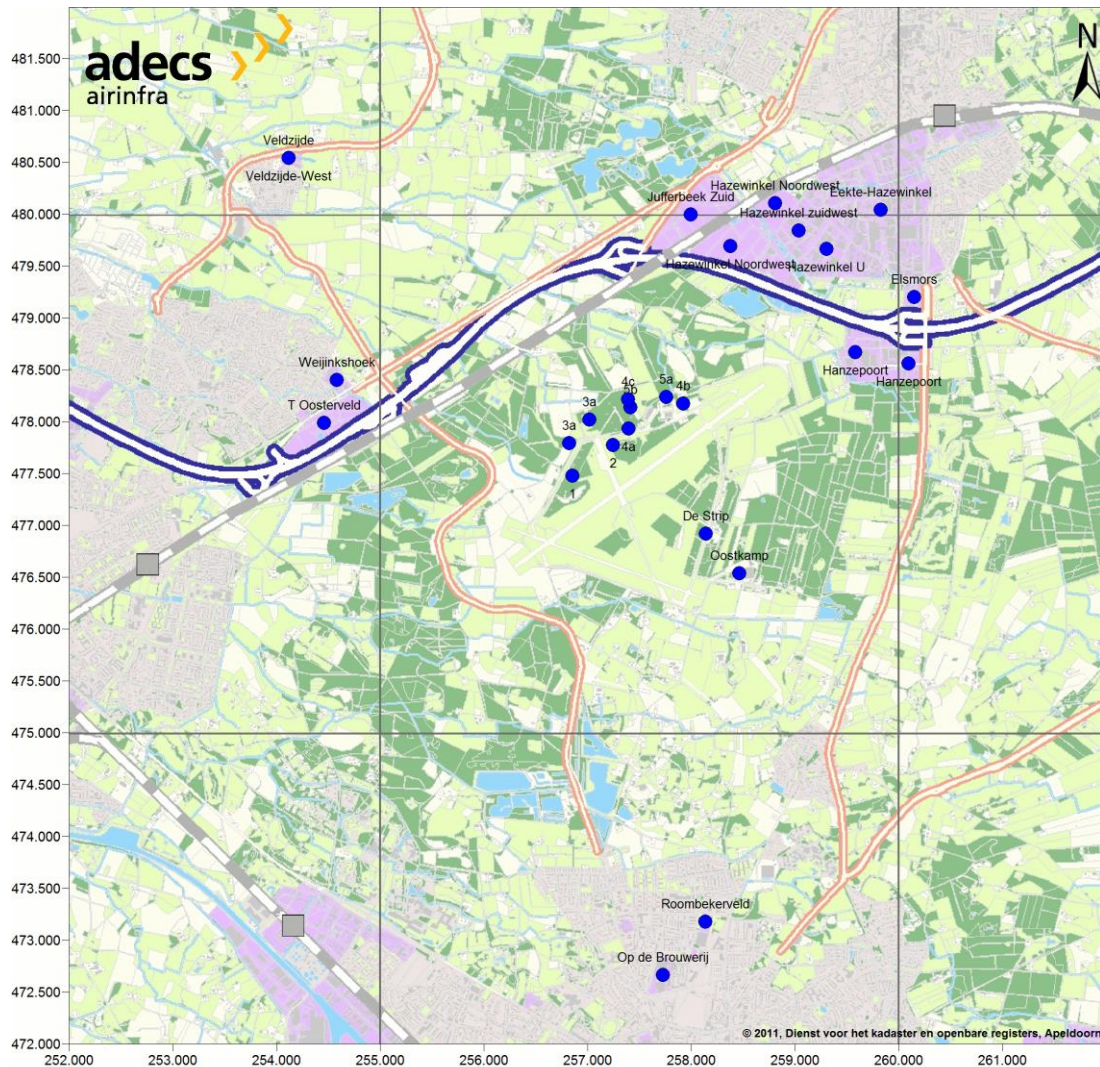 adecs
airinfra
N
481.500
481.000
480.500
480.000
479.500
479.000
478.500
478.000
477.500
477.000
476.500
476.000
475.500
475.000
474.500
474.000
473.500
473.000
472.500
472.000
Veldzijde
Veldzijde-West
Jufferbeek Zuid
Hazewinkel Noordwest
Eekte-Hazewinkel
Hazewinkel zuidwest
Hazewinkel Noordwest
Hazewinkel U
Elsmors
Hanzepoort
Hanzepoort
Weijinkshoek
T Oosterveld
4c
5b
5a
4b
3a
3a
4a
2
1
De Strip
Oostkamp
Roombekerveld
Op de Brouwerij
© 2011, Dienst voor het kadaster en openbare registers, Apeldoorn
252.000
253.000
254.000
255.000
256.000
257.000
258.000
259.000
260.000
261.000